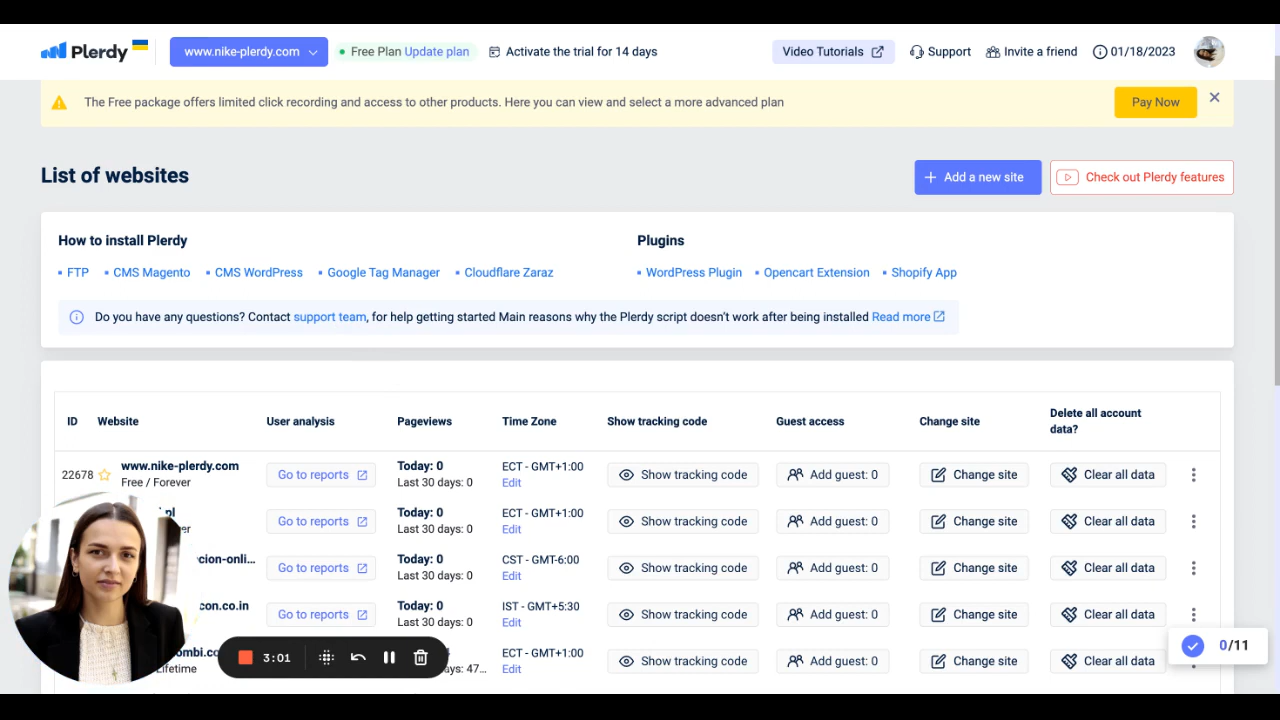 Plerdy www.nike-plerdy.com Free Plan Update plan Activate the trial for 14 days Video Tutorials Support Invite a friend 01/18/2023
The Free package offers limited click recording and access to other products. Here you can view and select a more advanced plan Pay Now
List of websites Add a new site Check out Plerdy features
How to install Plerdy Plugins
FTP CMS Magento CMS WordPress Google Tag Manager Cloudflare Zaraz WordPress Plugin Opencart Extension Shopify App
Do you have any questions? Contact support team, for help getting started Main reasons why the Plerdy script doesn't work after being installed Read more
ID Website User analysis Pageviews Time Zone Show tracking code Guest access Change site Delete all account data?
22678 www.nike-plerdy.com Go to reports Today: 0 ECT - GMT+1:00 Show tracking code Add guest: 0 Change site Clear all data
Free / Forever Last 30 days: 0 Edit
.pl Go to reports Today: 0 ECT - GMT+1:00 Show tracking code Add guest: 0 Change site Clear all data
Last 30 days: 0 Edit
cion-onli... Go to reports Today: 0 CST - GMT-6:00 Show tracking code Add guest: 0 Change site Clear all data
Last 30 days: 0 Edit
con.co.in Go to reports Today: 0 IST - GMT+5:30 Show tracking code Add guest: 0 Change site Clear all data
Last 30 days: 0 Edit
ombi.co ECT - GMT+1:00 Show tracking code Add guest: 0 Change site Clear all data
Lifetime ays: 47... Edit
3:01
0/11